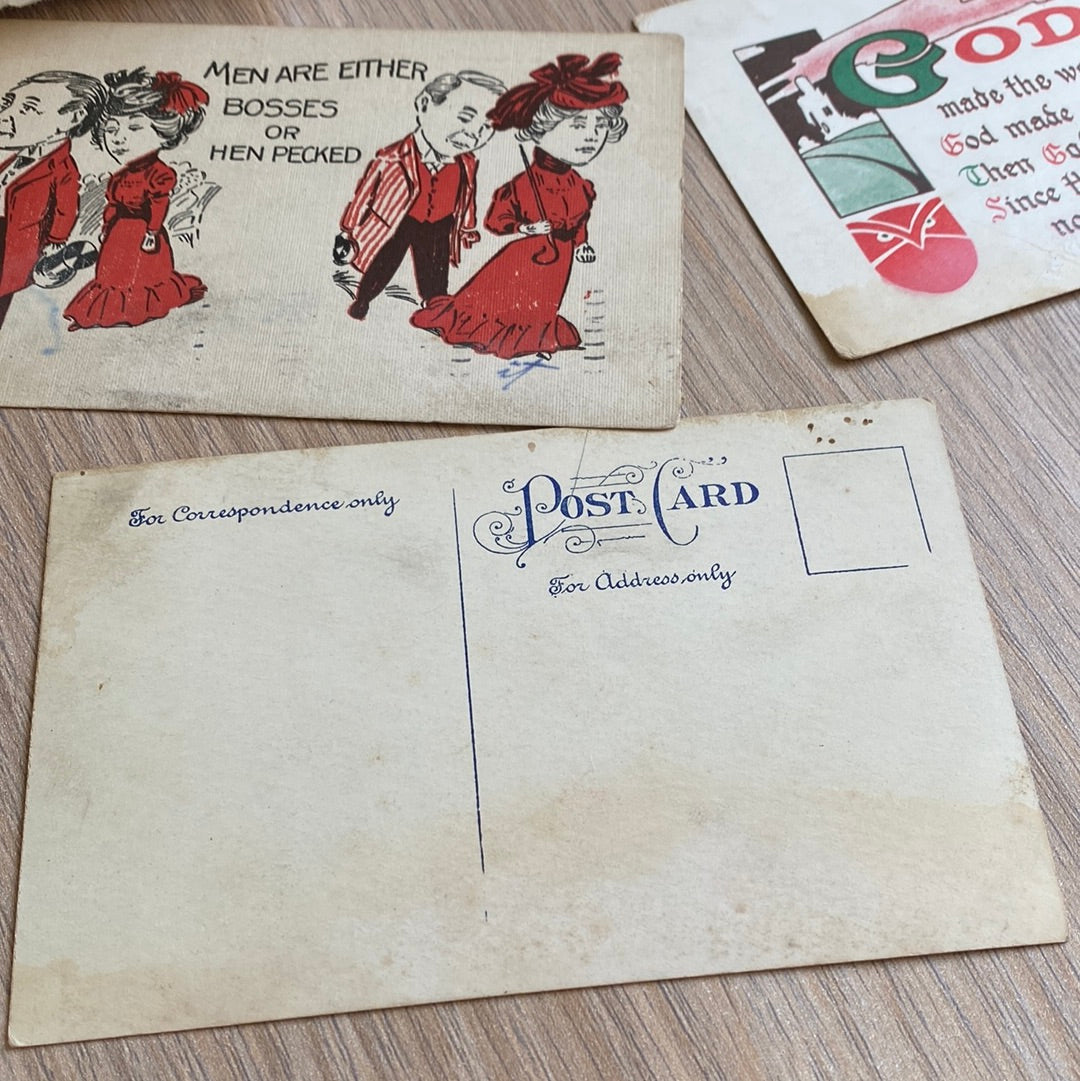 MEN ARE EITHER
BOSSES
OR
HEN PECKED
GOD
made the
God made
Then
Since
For Correspondence only
POST CARD
For Address only
it